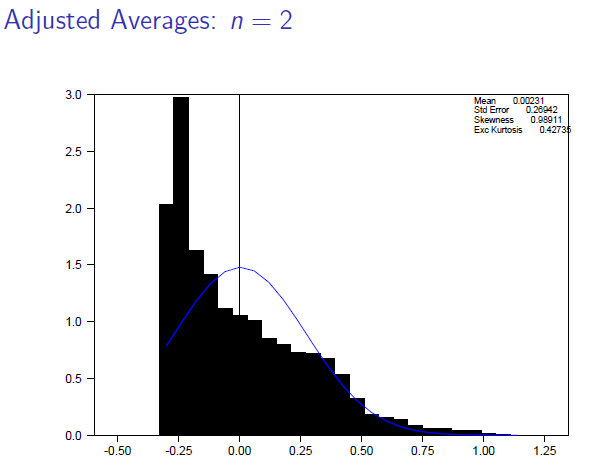 Adjusted Averages: n = 2
Mean 0.00231
Std Error 0.26942
Skewness 0.98911
Exc Kurtosis 0.42735
3.0
2.5
2.0
1.5
1.0
0.5
0.0
-0.50 -0.25 0.00 0.25 0.50 0.75 1.00 1.25